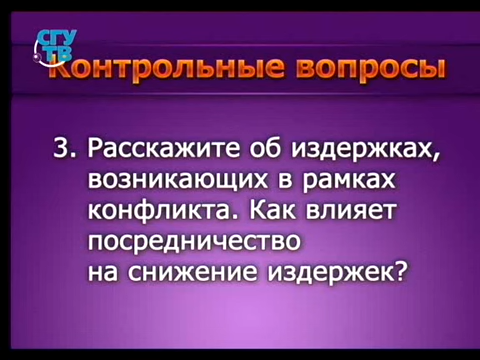 СГУ
ТВ
Контрольные вопросы
3. Расскажите об издержках,
возникающих в рамках
конфликта. Как влияет
посредничество
на снижение издержек?